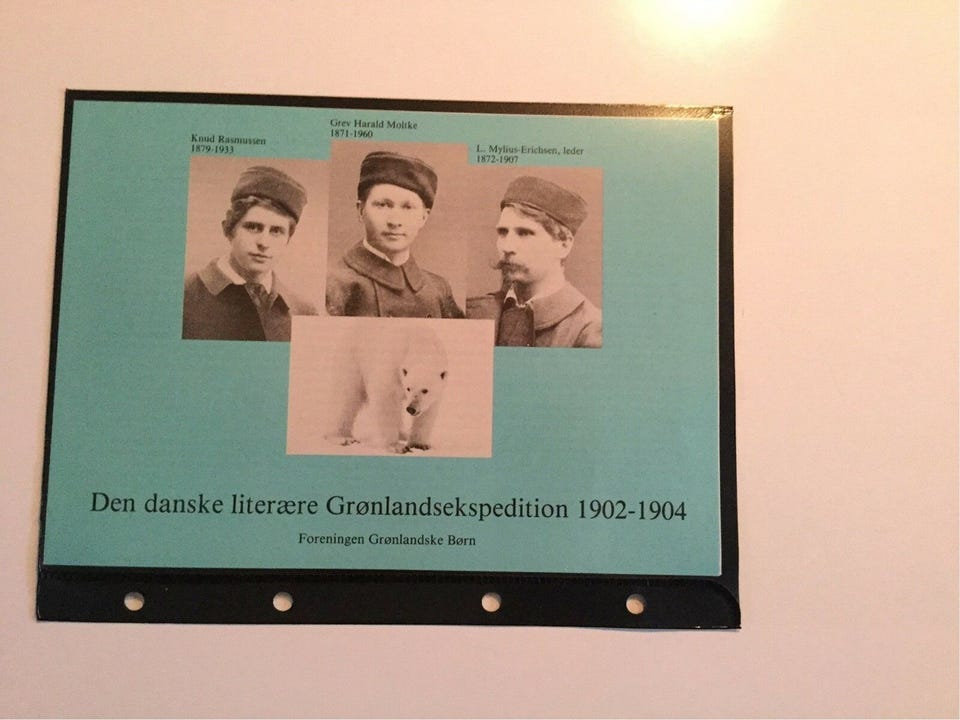 Knud Rasmussen
1879-1933
Grev Harald Moltke
1871-1960
L. Mylius-Erichsen, leder
1872-1907
Den danske literære Grønlandsekspedition 1902-1904
Foreningen Grønlandske Børn